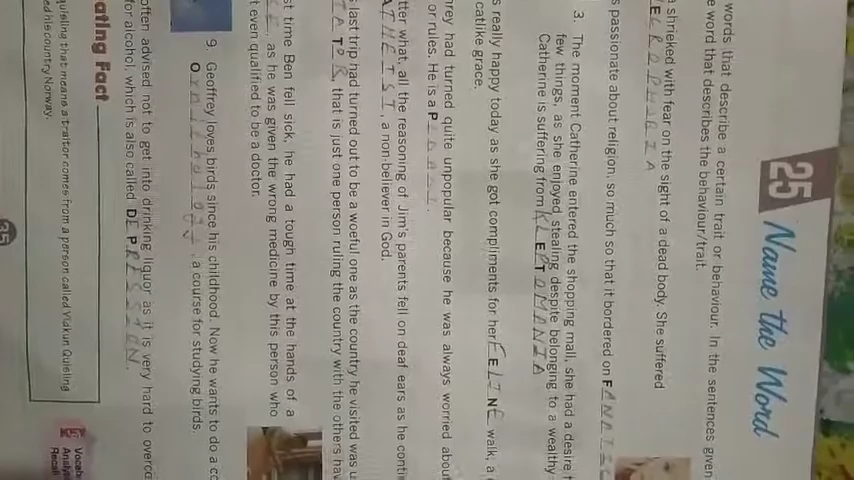 25 Name the Word
words that describe a certain trait or behaviour. In the sentences given
e word that describes the behaviour/trait.
shrieked with fear on the sight of a dead body. She suffered
ECROPHOBIA
s passionate about religion, so much so that it bordered on FANATIC
3. The moment Catherine entered the shopping mall, she had a desire
few things, as she enjoyed stealing despite belonging to a wealthy
Catherine is suffering from KLEPTOMANIA
s really happy today as she got compliments for her FELINE walk, a
catlike grace.
rey had turned quite unpopular because he was always worried about
or rules. He is a P
tter what, all the reasoning of Jim's parents fell on deaf ears as he conti
ATHEIST, a non-believer in God.
last trip had turned out to be a woeful one as the country he visited was u
TATOR, that is just one person ruling the country with the others hav
st time Ben fell sick, he had a tough time at the hands of a
, as he was given the wrong medicine by this person who
t even qualified to be a doctor.
9. Geoffrey loves birds since his childhood. Now he wants to do a co
Ornithology, a course for studying birds.
often advised not to get into drinking liquor as it is very hard to overco
for alcohol, which is also called DEPRESSION.
ating Fact
quisling that means a traitor comes from a person called Vidkun Quisling
ed his country Norway.
Vocab
Analy
Recall
35